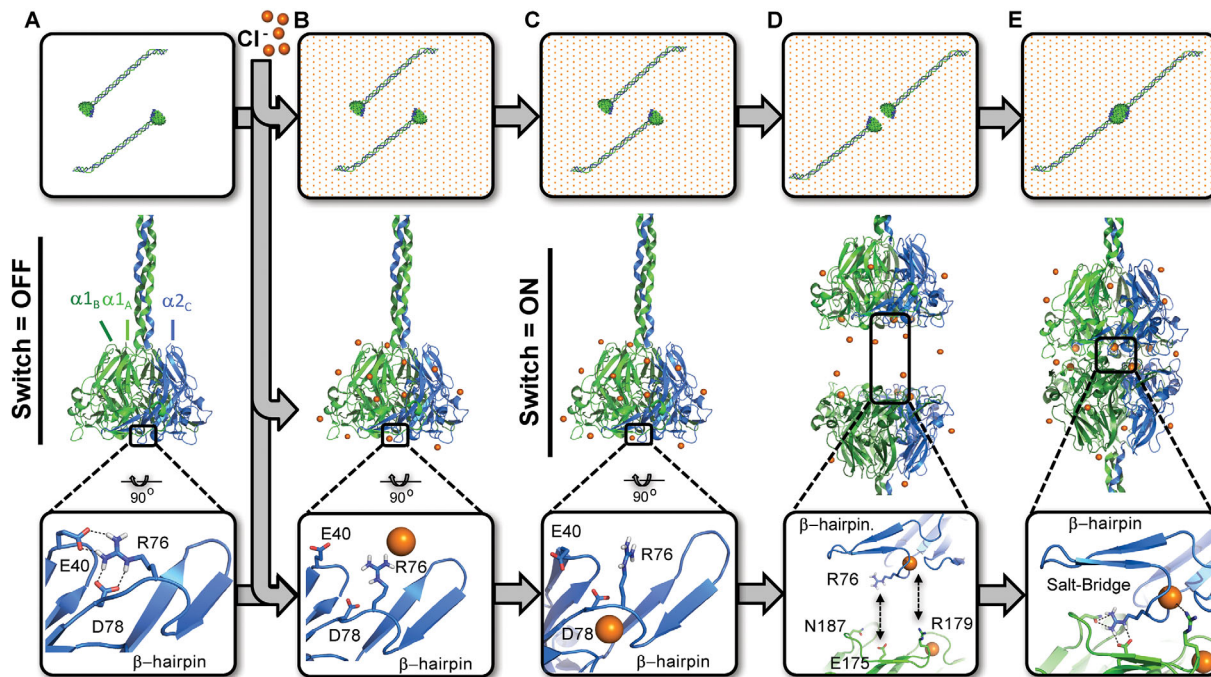 A
B
C
D
E
Cl-
Switch = OFF
Switch = ON
α1B α1A
α2C
90°
90°
90°
E40
R76
D78
β-hairpin
E40
R76
D78
β-hairpin
E40
R76
D78
β-hairpin
β-hairpin.
R76
N187
R179
E175
β-hairpin
Salt-Bridge